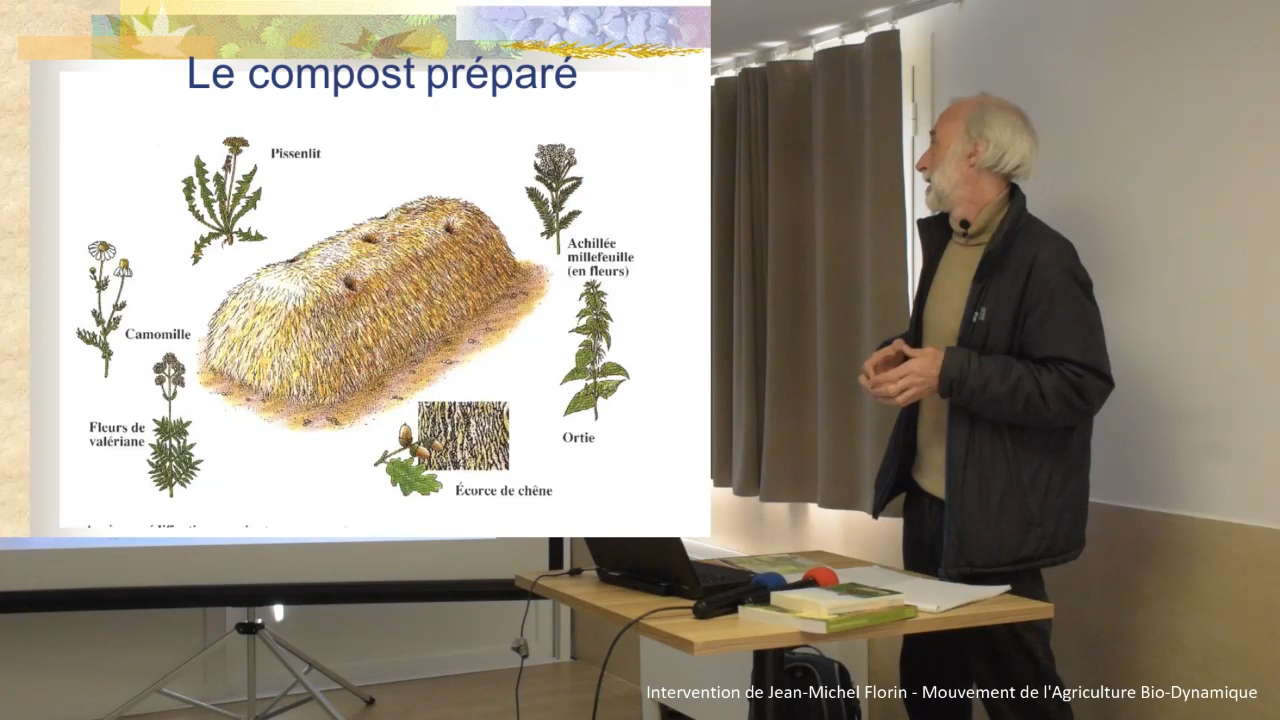 Le compost préparé
Pissenlit
Achillée
millefeuille
(en fleurs)
Camomille
Fleurs de
valériane
Ortie
Écorce de chêne
Intervention de Jean-Michel Florin - Mouvement de l'Agriculture Bio-Dynamique